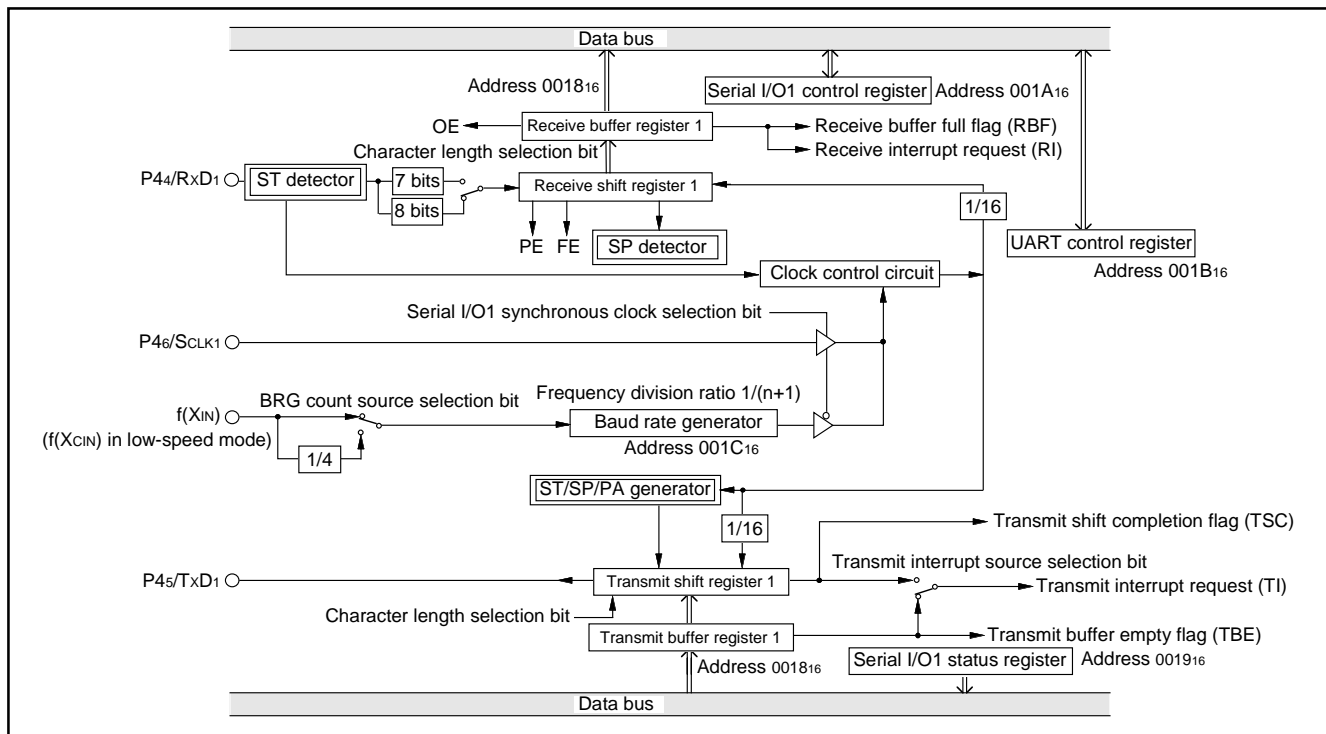 Data bus
Address 001816
Serial I/O1 control register
Address 001A16
OE
Receive buffer register 1
Receive buffer full flag (RBF)
Receive interrupt request (RI)
Character length selection bit
P44/RXD1
ST detector
7 bits
8 bits
Receive shift register 1
1/16
PE
FE
SP detector
UART control register
Address 001B16
Clock control circuit
Serial I/O1 synchronous clock selection bit
P46/SCLK1
BRG count source selection bit
Frequency division ratio 1/(n+1)
f(XIN)
(f(XCIN) in low-speed mode)
Baud rate generator
Address 001C16
1/4
ST/SP/PA generator
1/16
Transmit shift completion flag (TSC)
Transmit interrupt source selection bit
P45/TXD1
Transmit shift register 1
Transmit interrupt request (TI)
Character length selection bit
Transmit buffer register 1
Transmit buffer empty flag (TBE)
Address 001816
Serial I/O1 status register
Address 001916
Data bus